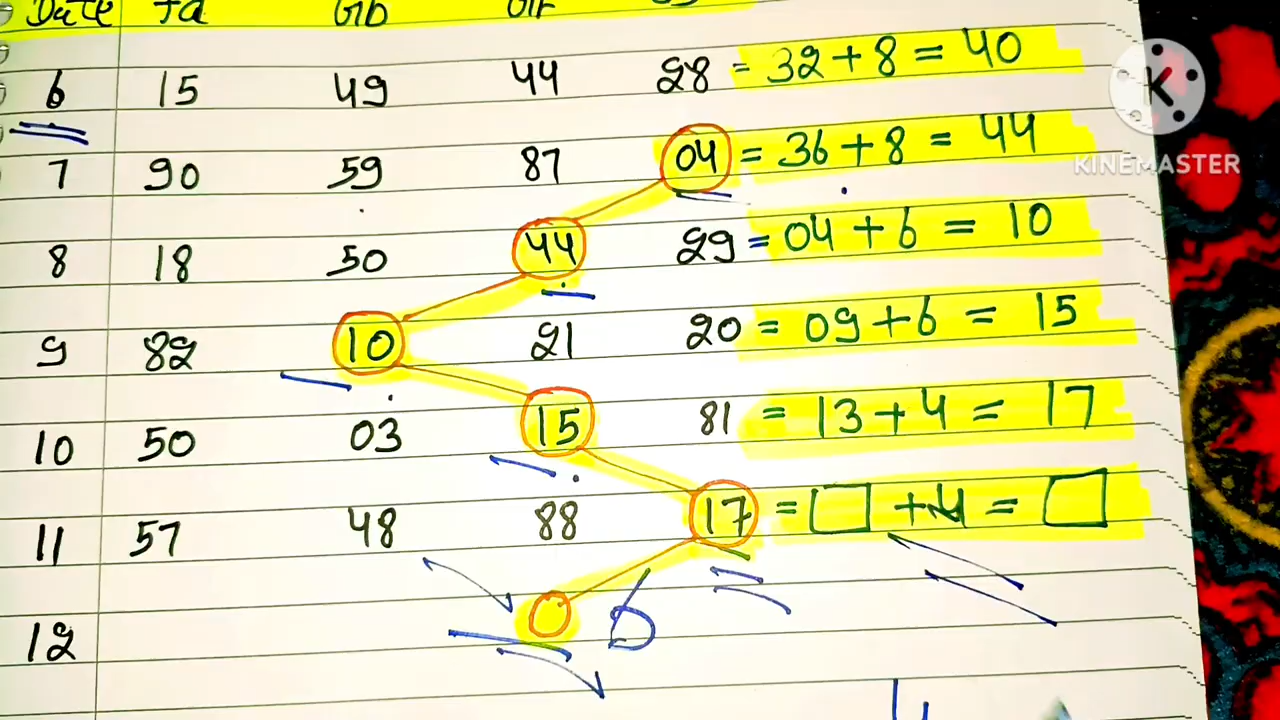 Date Fd Gb
6 15 49 44 28 = 32 + 8 = 40
7 90 59 87 04 = 36 + 8 = 44
KINEMASTER
8 18 50 44 29 = 04 + 6 = 10
9 82 10 21 20 = 09 + 6 = 15
10 50 03 15 81 = 13 + 4 = 17
11 57 48 88 17 = □ + 4 = □
12 6